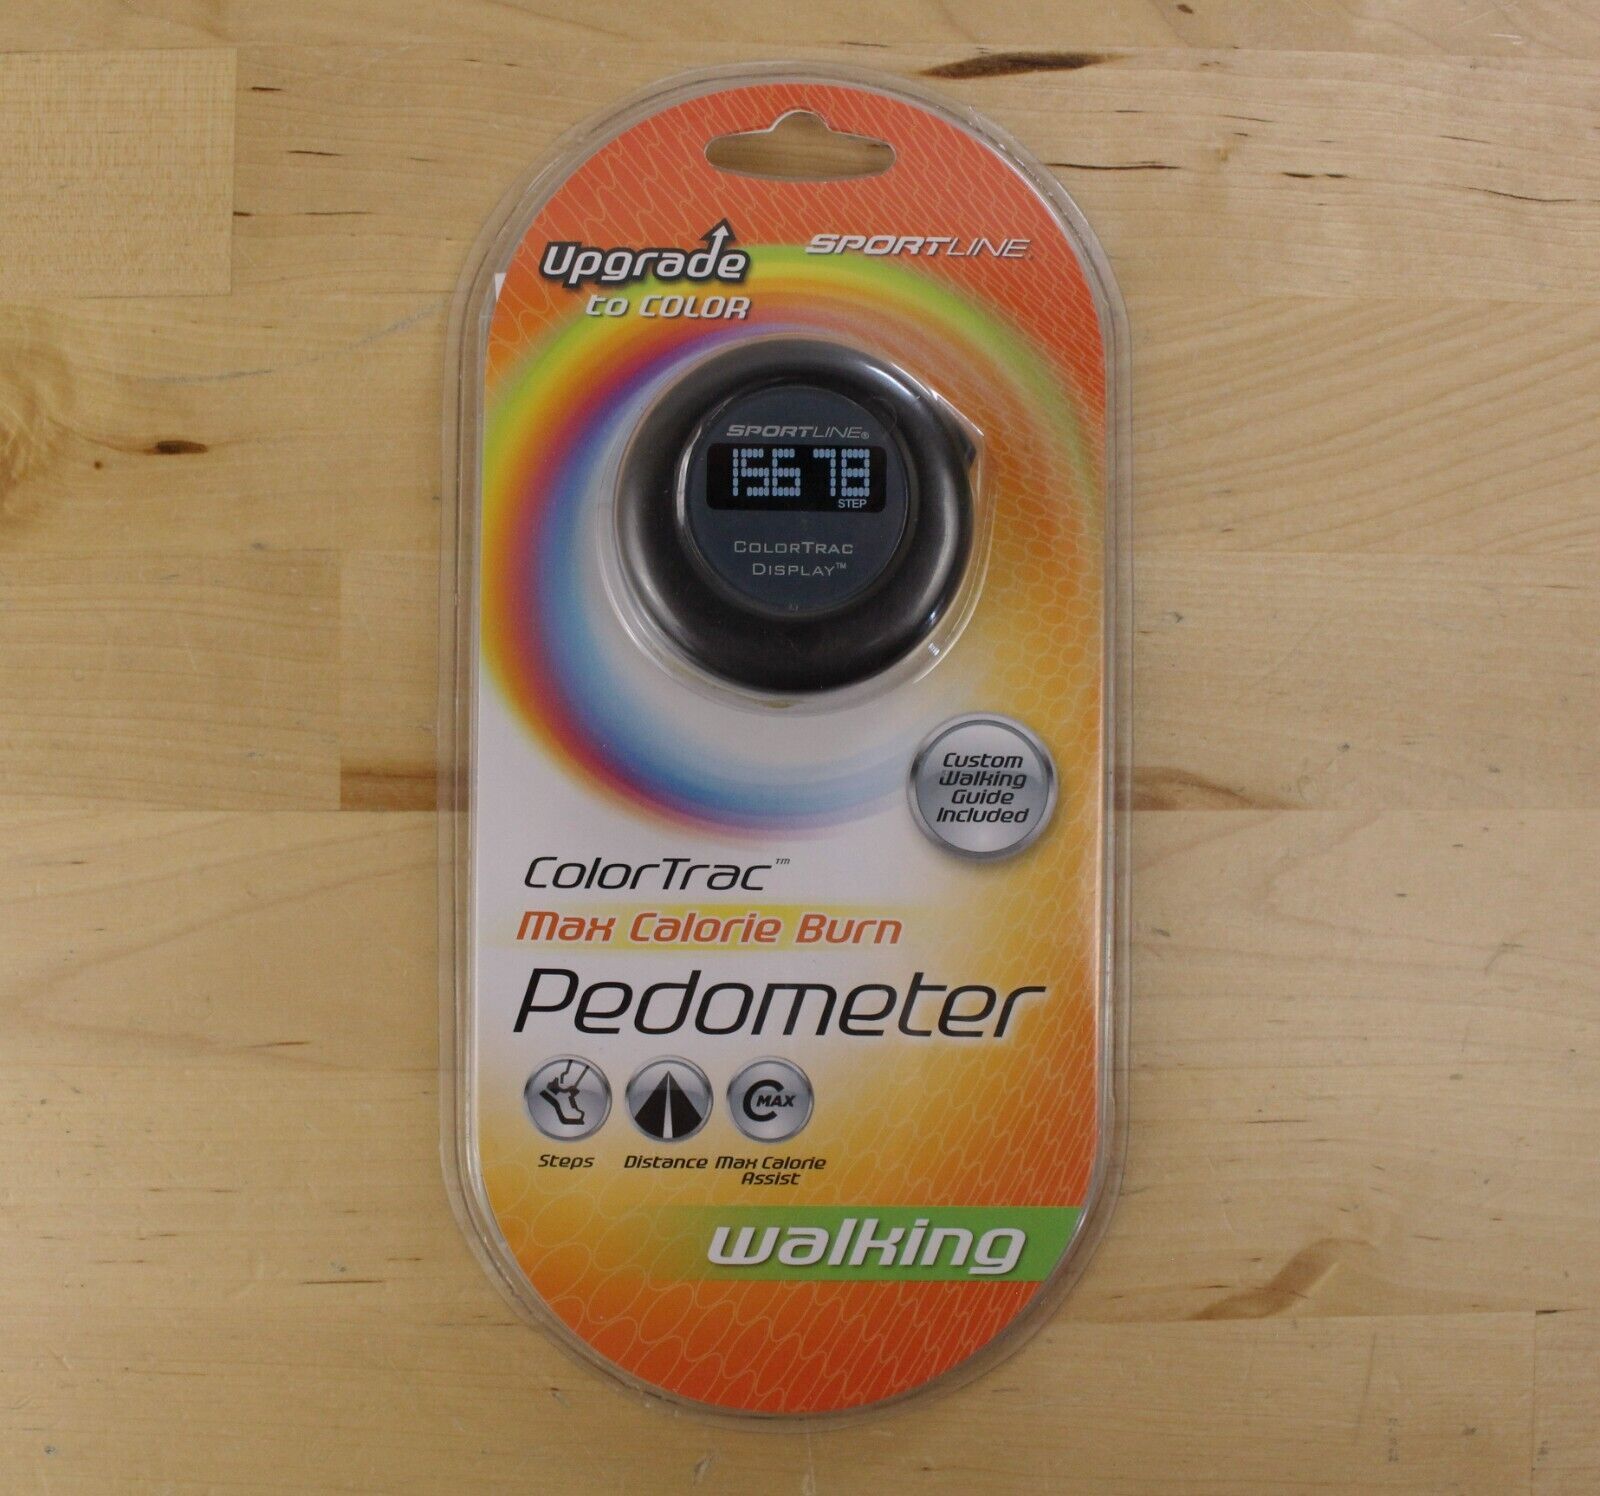 Upgrade
to COLOR
SPORTLINE
SPORTLINE®
15678
STEP
COLORTRAC
DISPLAY™
Custom
Walking
Guide
Included
ColorTrac™
Max Calorie Burn
Pedometer
C MAX
Steps
Distance
Max Calorie
Assist
walking